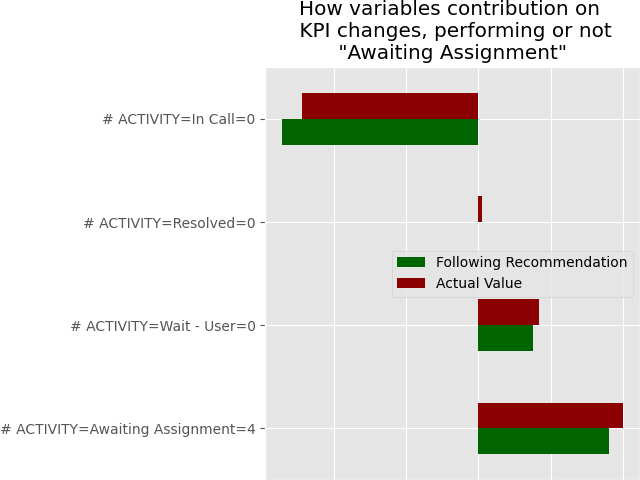 How variables contribution on
KPI changes, performing or not
"Awaiting Assignment"
# ACTIVITY=In Call=0
# ACTIVITY=Resolved=0
Following Recommendation
Actual Value
# ACTIVITY=Wait - User=0
# ACTIVITY=Awaiting Assignment=4